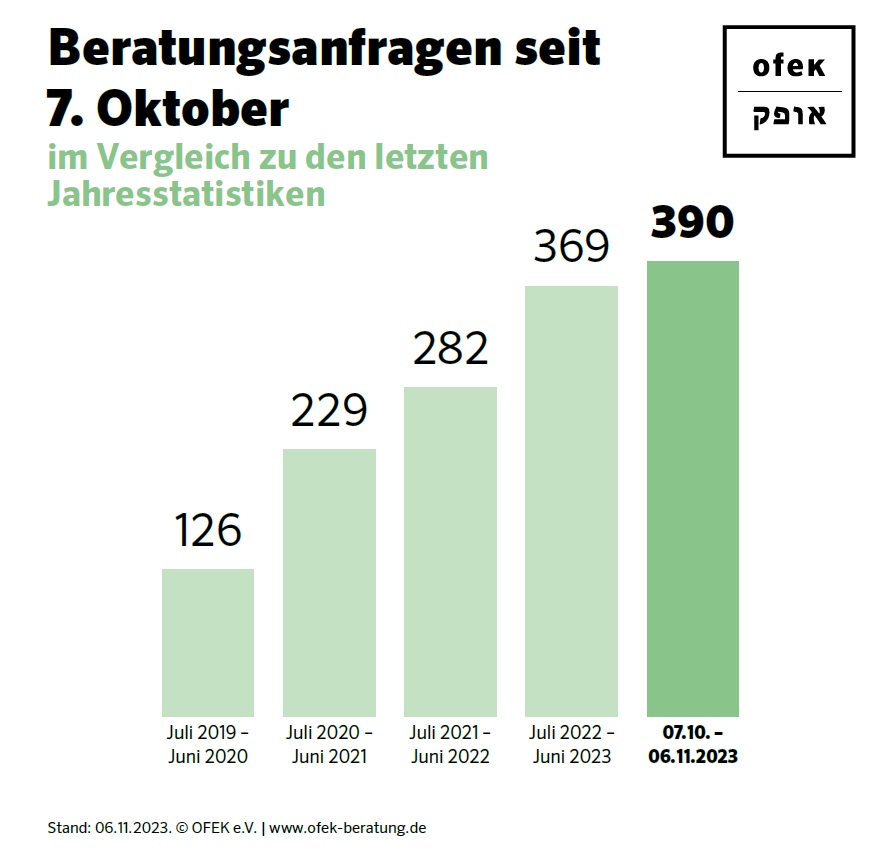 Beratungsanfragen seit
7. Oktober
im Vergleich zu den letzten
Jahresstatistiken
ofeк
אופק
126
229
282
369
390
Juli 2019 –
Juni 2020
Juli 2020 –
Juni 2021
Juli 2021 –
Juni 2022
Juli 2022 –
Juni 2023
07.10. –
06.11.2023
Stand: 06.11.2023. © OFEK e.V. | www.ofek-beratung.de